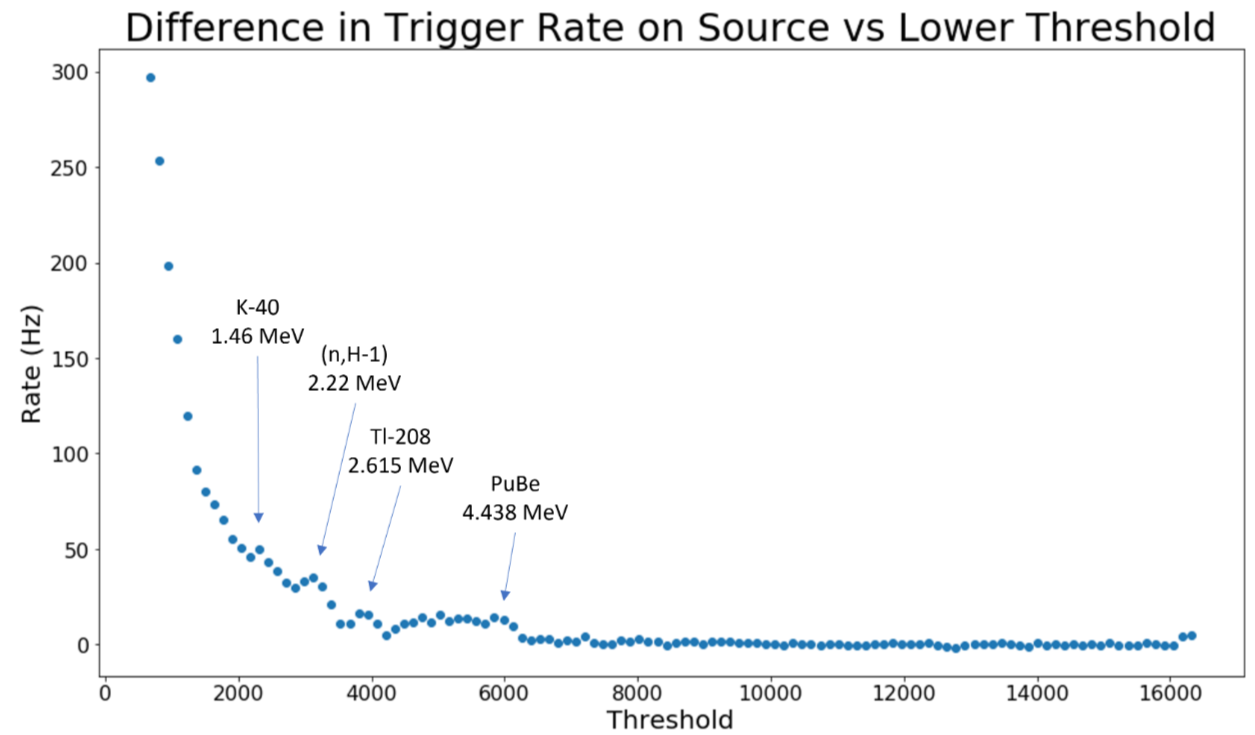 Difference in Trigger Rate on Source vs Lower Threshold
300
250
200
150
100
50
0
Rate (Hz)
K-40
1.46 MeV
(n,H-1)
2.22 MeV
Tl-208
2.615 MeV
PuBe
4.438 MeV
0 2000 4000 6000 8000 10000 12000 14000 16000
Threshold